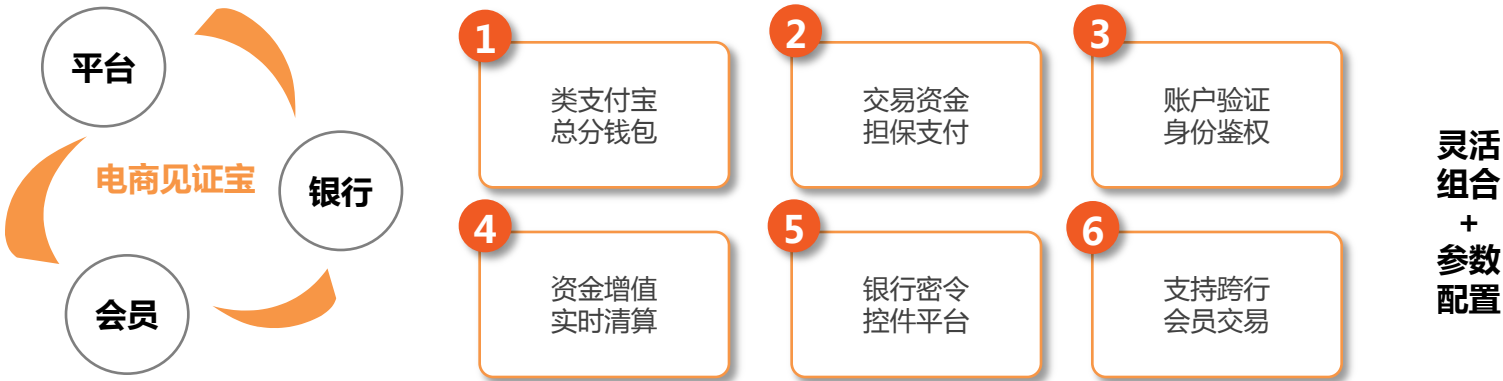 平台
电商见证宝
银行
会员
1
类支付宝
总分钱包
2
交易资金
担保支付
3
账户验证
身份鉴权
4
资金增值
实时清算
5
银行密令
控件平台
6
支持跨行
会员交易
灵活
组合
+
参数
配置